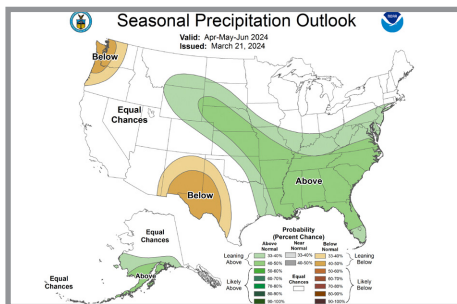 Seasonal Precipitation Outlook
Valid: Apr-May-Jun 2024
Issued: March 21, 2024
Below
Equal
Chances
Above
Below
Equal
Chances
Above
Equal
Chances
Probability
(Percent Chance)
Above
Normal
Near
Normal
Below
Normal
Leaning
Above
33-40%
40-50%
33-40%
40-50%
33-40%
40-50%
Leaning
Below
Likely
Above
50-60%
60-70%
70-80%
80-90%
90-100%
Equal
Chances
50-60%
60-70%
70-80%
80-90%
90-100%
Likely
Below